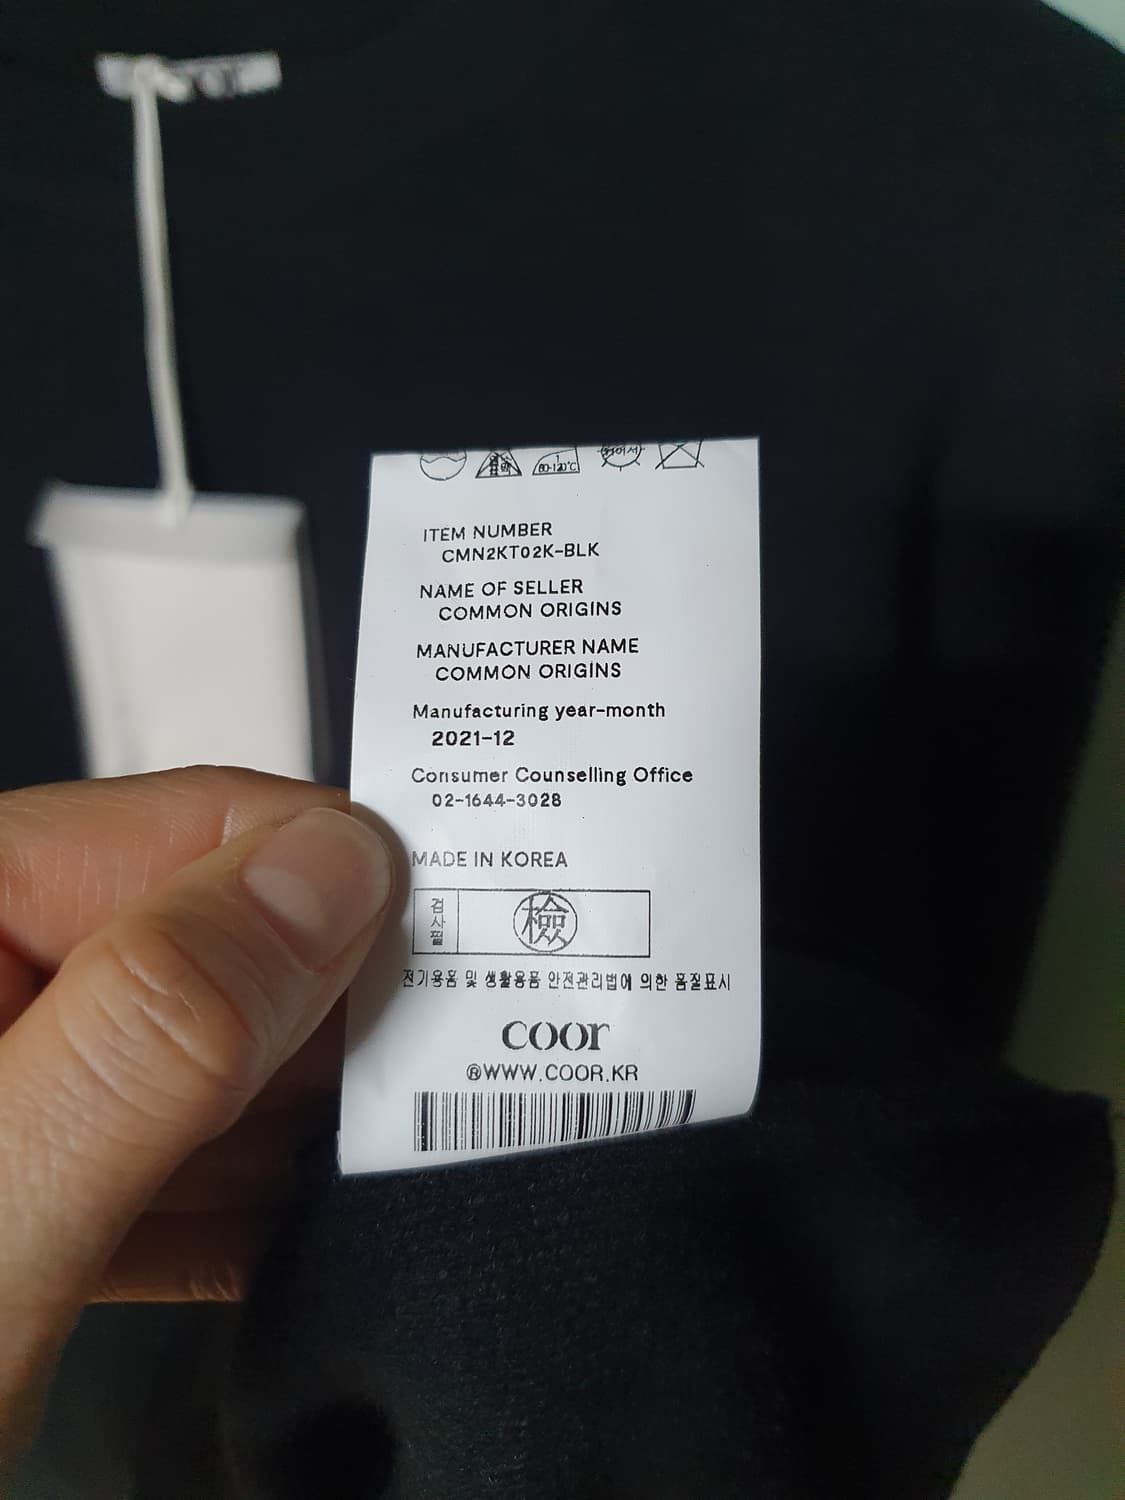 80-120℃
ITEM NUMBER
CMN2KT02K-BLK
NAME OF SELLER
COMMON ORIGINS
MANUFACTURER NAME
COMMON ORIGINS
Manufacturing year-month
2021-12
Consumer Counselling Office
02-1644-3028
MADE IN KOREA
검사필
檢
전기용품 및 생활용품 안전관리법에 의한 품질표시
coor
®WWW.COOR.KR